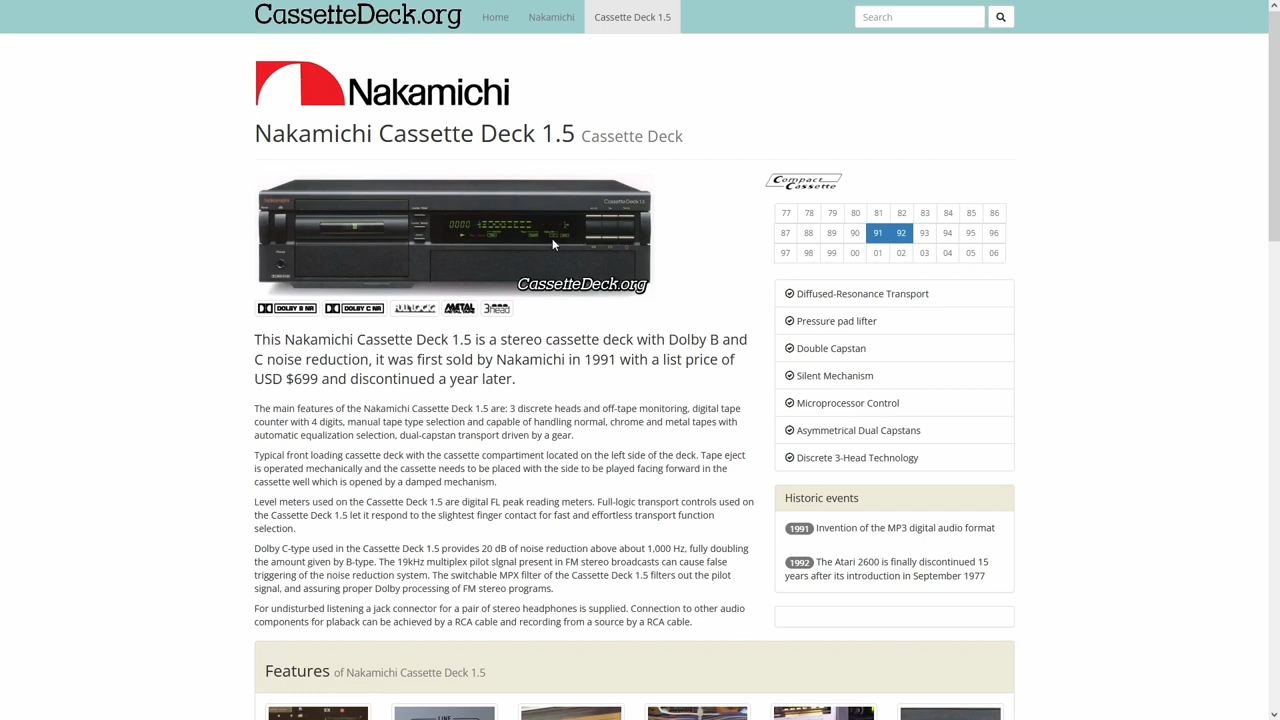 CassetteDeck.org Home Nakamichi Cassette Deck 1.5 Search
Nakamichi
Nakamichi Cassette Deck 1.5 Cassette Deck
CassetteDeck.org
DOLBY B NR DOLBY C NR FULL LOGIC METAL 3head
This Nakamichi Cassette Deck 1.5 is a stereo cassette deck with Dolby B and
C noise reduction, it was first sold by Nakamichi in 1991 with a list price of
USD $699 and discontinued a year later.
The main features of the Nakamichi Cassette Deck 1.5 are: 3 discrete heads and off-tape monitoring, digital tape
counter with 4 digits, manual tape type selection and capable of handling normal, chrome and metal tapes with
automatic equalization selection, dual-capstan transport driven by a gear.
Typical front loading cassette deck with the cassette compartment located on the left side of the deck. Tape eject
is operated mechanically and the cassette needs to be placed with the side to be played facing forward in the
cassette well which is opened by a damped mechanism.
Level meters used on the Cassette Deck 1.5 are digital FL peak reading meters. Full-logic transport controls used on
the Cassette Deck 1.5 let it respond to the slightest finger contact for fast and effortless transport function
selection.
Dolby C-type used in the Cassette Deck 1.5 provides 20 dB of noise reduction above about 1,000 Hz, fully doubling
the amount given by B-type. The 19kHz multiplex pilot slgnal present in FM stereo broadcasts can cause false
triggering of the noise reduction system. The switchable MPX filter of the Cassette Deck 1.5 filters out the pilot
signal, and assuring proper Dolby processing of FM stereo programs.
For undisturbed listening a jack connector for a pair of stereo headphones is supplied. Connection to other audio
components for plaback can be achieved by a RCA cable and recording from a source by a RCA cable.
Compact
Cassette
77 78 79 80 81 82 83 84 85 86
87 88 89 90 91 92 93 94 95 96
97 98 99 00 01 02 03 04 05 06
Diffused-Resonance Transport
Pressure pad lifter
Double Capstan
Silent Mechanism
Microprocessor Control
Asymmetrical Dual Capstans
Discrete 3-Head Technology
Historic events
1991 Invention of the MP3 digital audio format
1992 The Atari 2600 is finally discontinued 15
years after its introduction in September 1977
Features of Nakamichi Cassette Deck 1.5
LINE